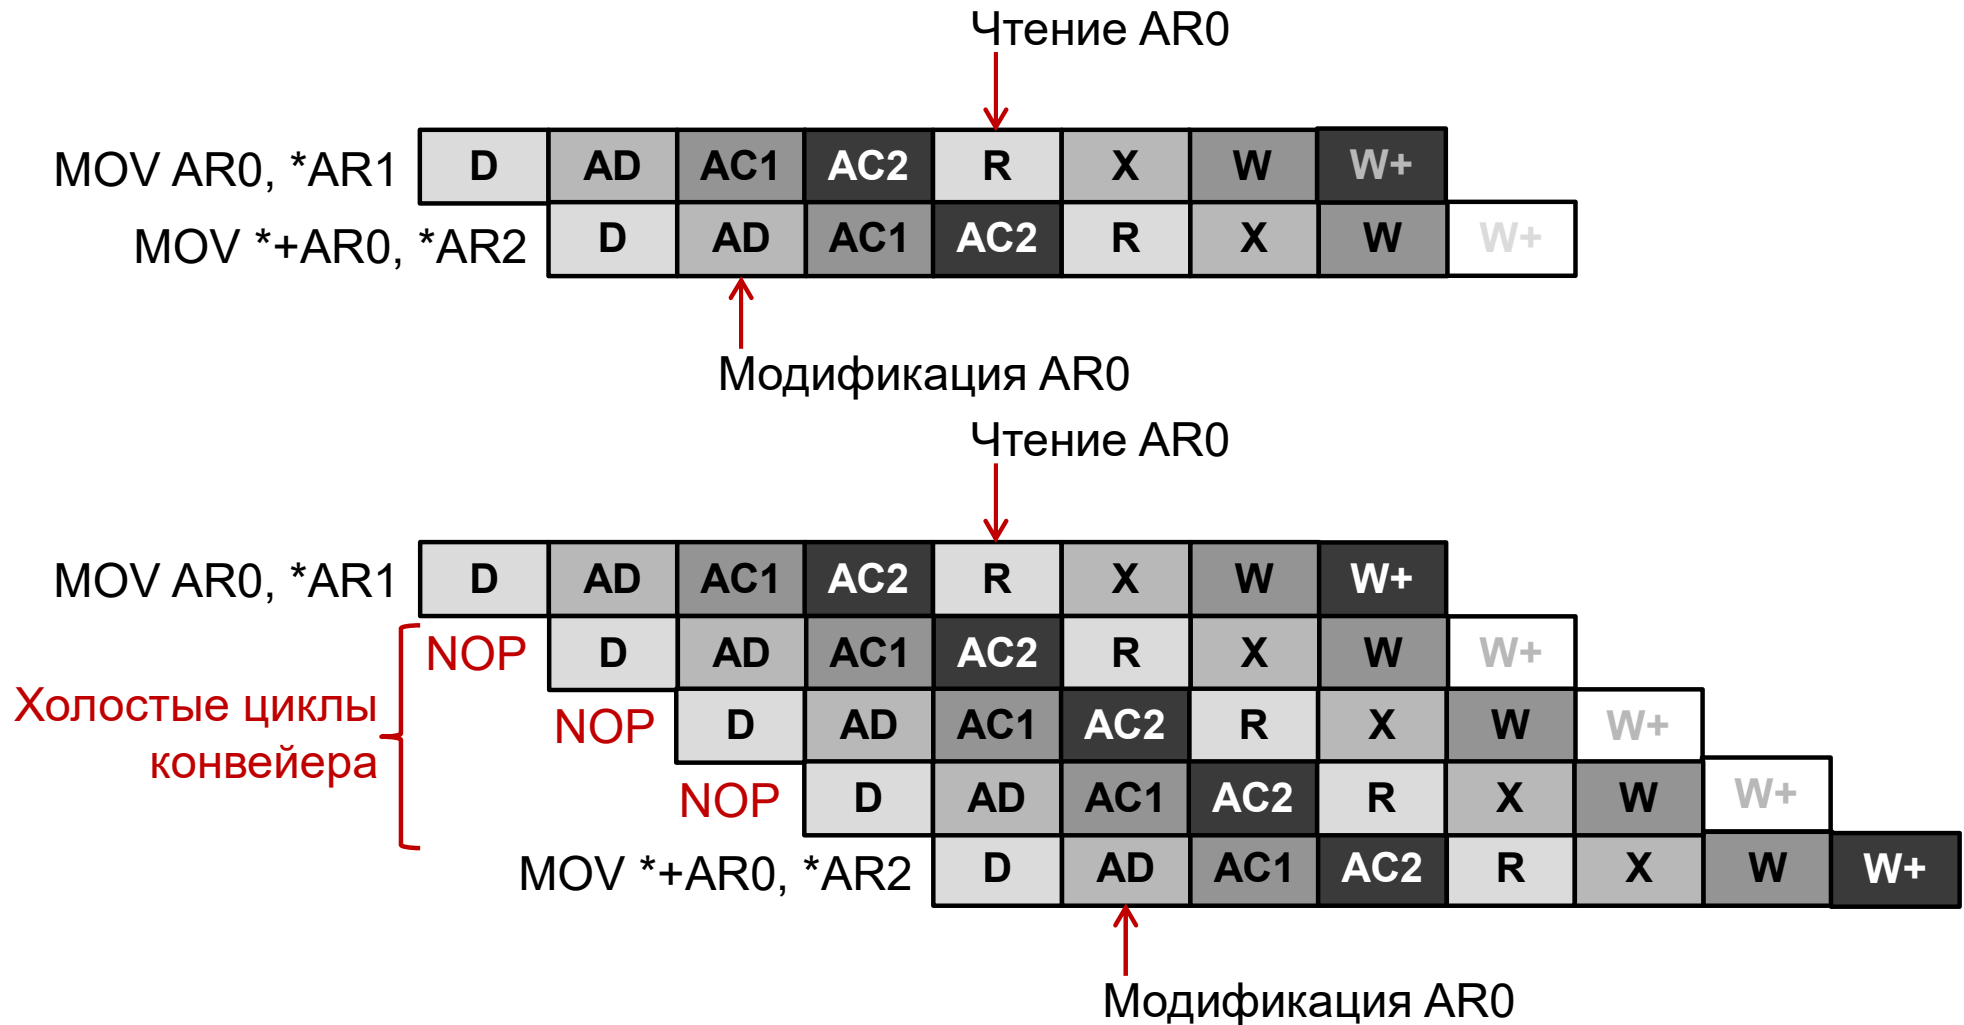 Чтение AR0
MOV AR0, *AR1 D AD AC1 AC2 R X W W+
MOV *+AR0, *AR2 D AD AC1 AC2 R X W W+
Модификация AR0
Чтение AR0
MOV AR0, *AR1 D AD AC1 AC2 R X W W+
NOP D AD AC1 AC2 R X W W+
Холостые циклы
конвейера
NOP D AD AC1 AC2 R X W W+
NOP D AD AC1 AC2 R X W W+
MOV *+AR0, *AR2 D AD AC1 AC2 R X W W+
Модификация AR0